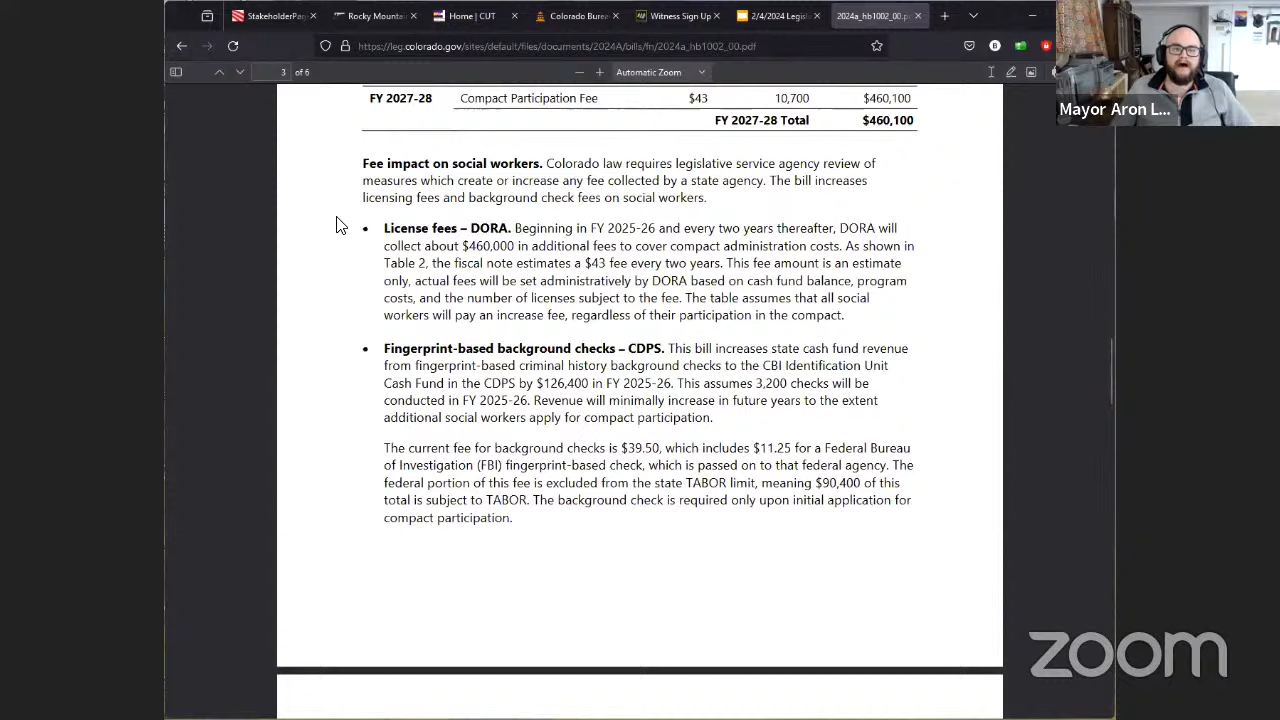 StakeholderPa
Rocky Mountai
Home | CUT
Colorado Bure
Witness Sign Up
2/4/2024 Legisl
2024a_hb1002_00.p
https://leg.colorado.gov/sites/default/files/documents/2024A/bills/fn/2024a_hb1002_00.pdf
3 of 6
Automatic Zoom
Mayor Aron L...
FY 2027-28 Compact Participation Fee $43 10,700 $460,100
FY 2027-28 Total $460,100
Fee impact on social workers. Colorado law requires legislative service agency review of
measures which create or increase any fee collected by a state agency. The bill increases
licensing fees and background check fees on social workers.
• License fees – DORA. Beginning in FY 2025-26 and every two years thereafter, DORA will
collect about $460,000 in additional fees to cover compact administration costs. As shown in
Table 2, the fiscal note estimates a $43 fee every two years. This fee amount is an estimate
only, actual fees will be set administratively by DORA based on cash fund balance, program
costs, and the number of licenses subject to the fee. The table assumes that all social
workers will pay an increase fee, regardless of their participation in the compact.
• Fingerprint-based background checks – CDPS. This bill increases state cash fund revenue
from fingerprint-based criminal history background checks to the CBI Identification Unit
Cash Fund in the CDPS by $126,400 in FY 2025-26. This assumes 3,200 checks will be
conducted in FY 2025-26. Revenue will minimally increase in future years to the extent
additional social workers apply for compact participation.
The current fee for background checks is $39.50, which includes $11.25 for a Federal Bureau
of Investigation (FBI) fingerprint-based check, which is passed on to that federal agency. The
federal portion of this fee is excluded from the state TABOR limit, meaning $90,400 of this
total is subject to TABOR. The background check is required only upon initial application for
compact participation.
zoom